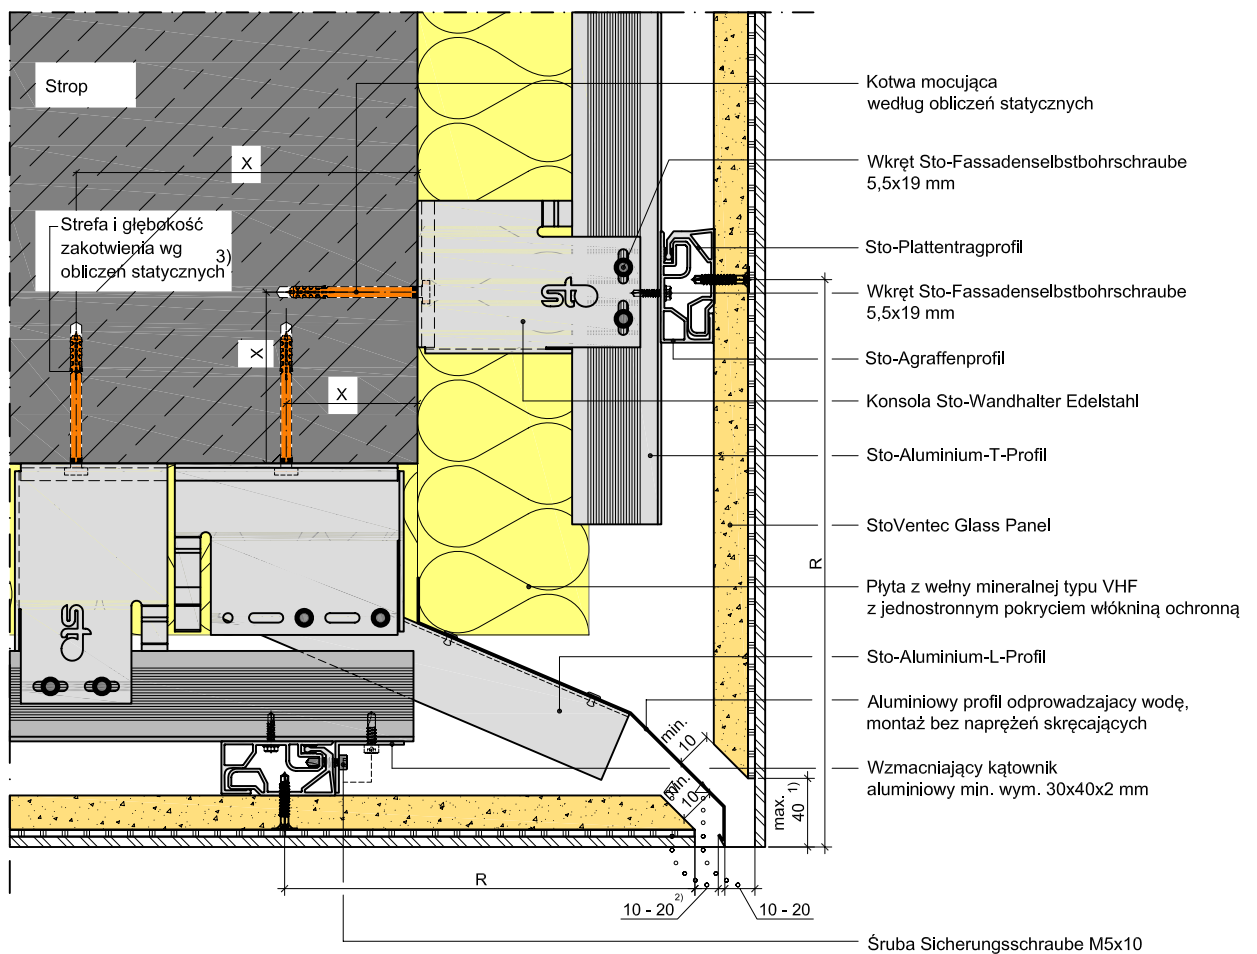 Strop
X
Strefa i głębokość
zakotwienia wg
obliczeń statycznych 3)
sto
X
X
sto
Kotwa mocująca
według obliczeń statycznych
Wkręt Sto-Fassadenselbstbohrschraube
5,5x19 mm
Sto-Plattentragprofil
Wkręt Sto-Fassadenselbstbohrschraube
5,5x19 mm
Sto-Agraffenprofil
Konsola Sto-Wandhalter Edelstahl
Sto-Aluminium-T-Profil
StoVentec Glass Panel
R
Płyta z wełny mineralnej typu VHF
z jednostronnym pokryciem włókniną ochronną
Sto-Aluminium-L-Profil
Aluminiowy profil odprowadzajacy wodę,
montaż bez naprężeń skręcających
min.
10
Wzmacniający kątownik
aluminiowy min. wym. 30x40x2 mm
min.
10
max.
40 1)
R
10 - 20 2)
10 - 20
Śruba Sicherungsschraube M5x10